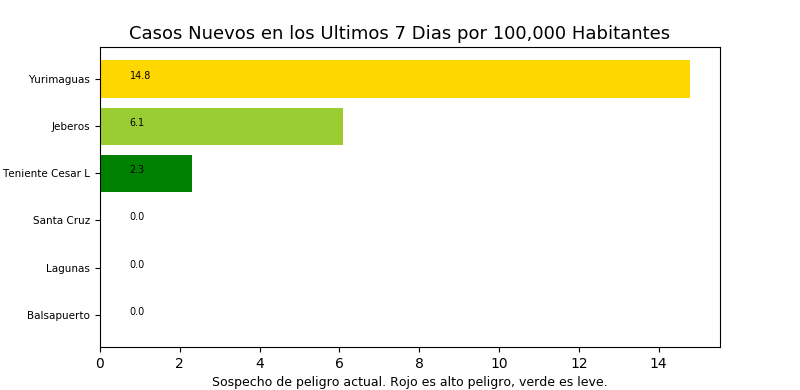 Casos Nuevos en los Ultimos 7 Dias por 100,000 Habitantes
Yurimaguas 14.8
Jeberos 6.1
Teniente Cesar L 2.3
Santa Cruz 0.0
Lagunas 0.0
Balsapuerto 0.0
0 2 4 6 8 10 12 14
Sospecho de peligro actual. Rojo es alto peligro, verde es leve.